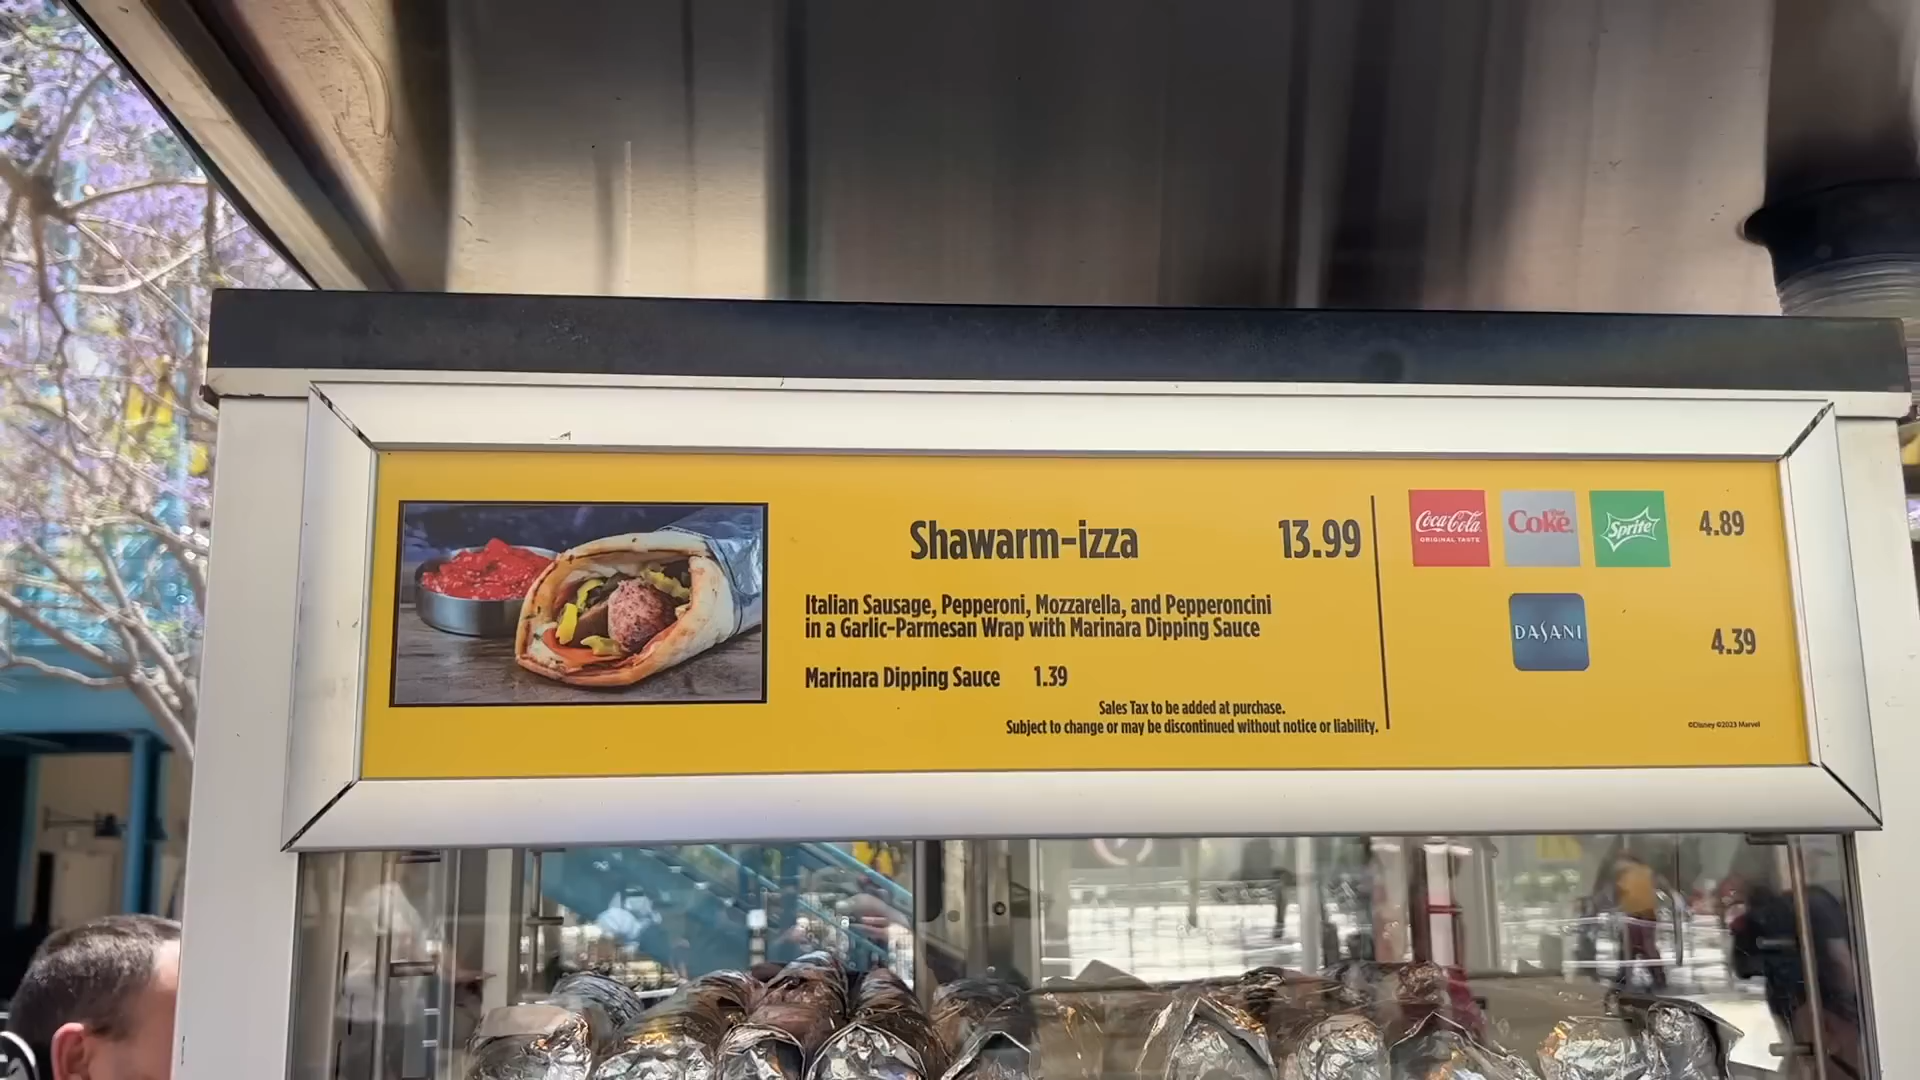 Shawarm-izza 13.99
Italian Sausage, Pepperoni, Mozzarella, and Pepperoncini
in a Garlic-Parmesan Wrap with Marinara Dipping Sauce
Marinara Dipping Sauce 1.39
Sales Tax to be added at purchase.
Subject to change or may be discontinued without notice or liability.
Coca-Cola
ORIGINAL TASTE
Diet Coke
Sprite
4.89
DASANI
4.39
©Disney ©2023 Marvel